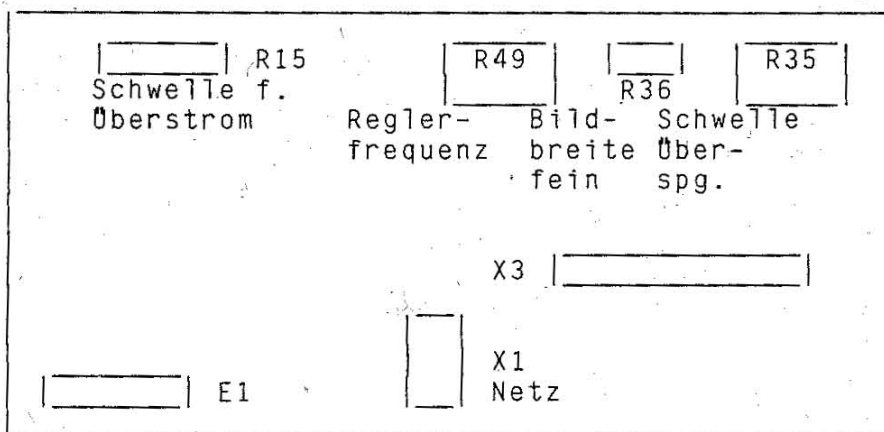 R15 R49 R35
R36
Schwelle f.
Überstrom
Regler-
frequenz
Bild-
breite
fein
Schwelle
Über-
spg.
X3
X1
Netz
E1